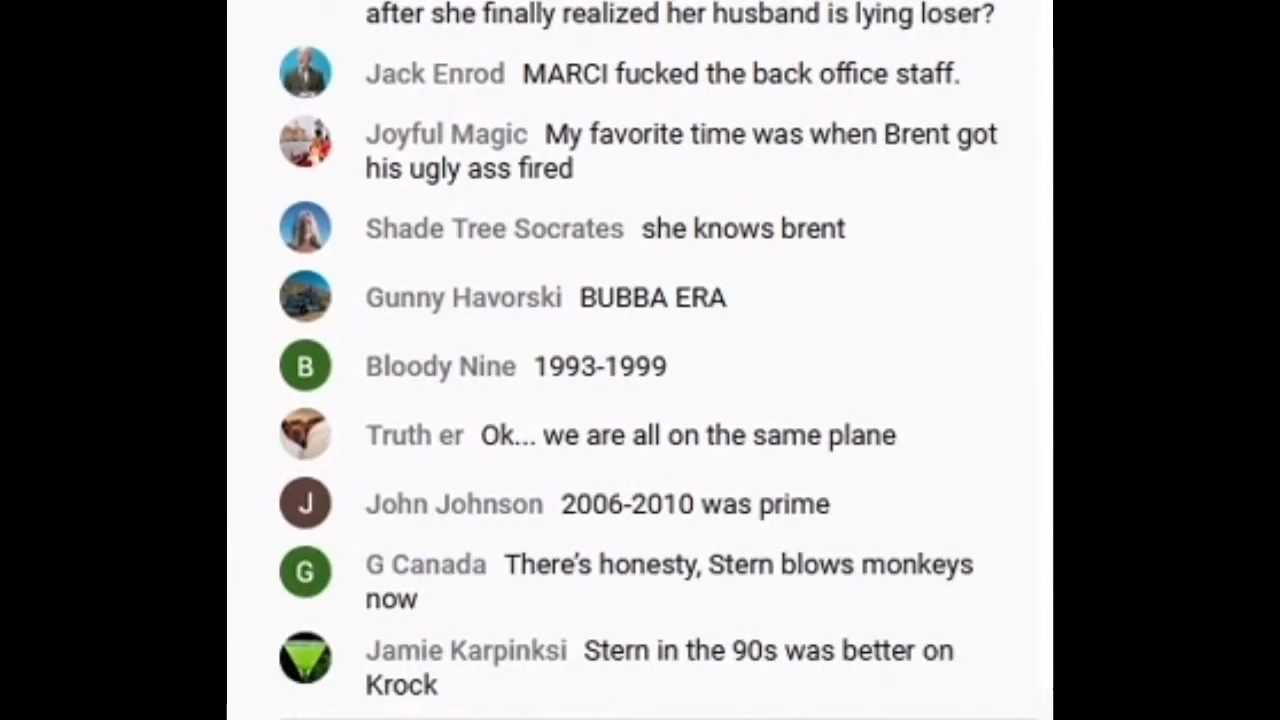 after she finally realized her husband is lying loser?
Jack Enrod MARCI fucked the back office staff.
Joyful Magic My favorite time was when Brent got
his ugly ass fired
Shade Tree Socrates she knows brent
Gunny Havorski BUBBA ERA
B Bloody Nine 1993-1999
Truth er Ok... we are all on the same plane
J John Johnson 2006-2010 was prime
G G Canada There’s honesty, Stern blows monkeys
now
Jamie Karpinksi Stern in the 90s was better on
Krock